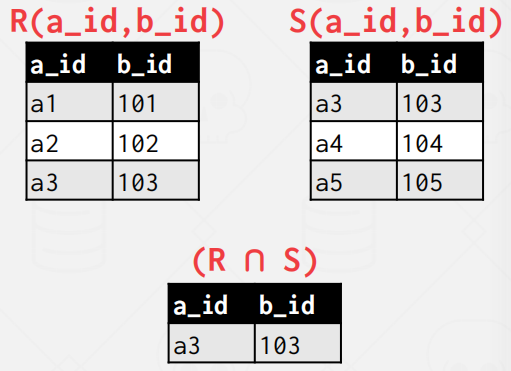 R(a_id,b_id) S(a_id,b_id)
a_id b_id a_id b_id
a1 101 a3 103
a2 102 a4 104
a3 103 a5 105
(R ∩ S)
a_id b_id
a3 103